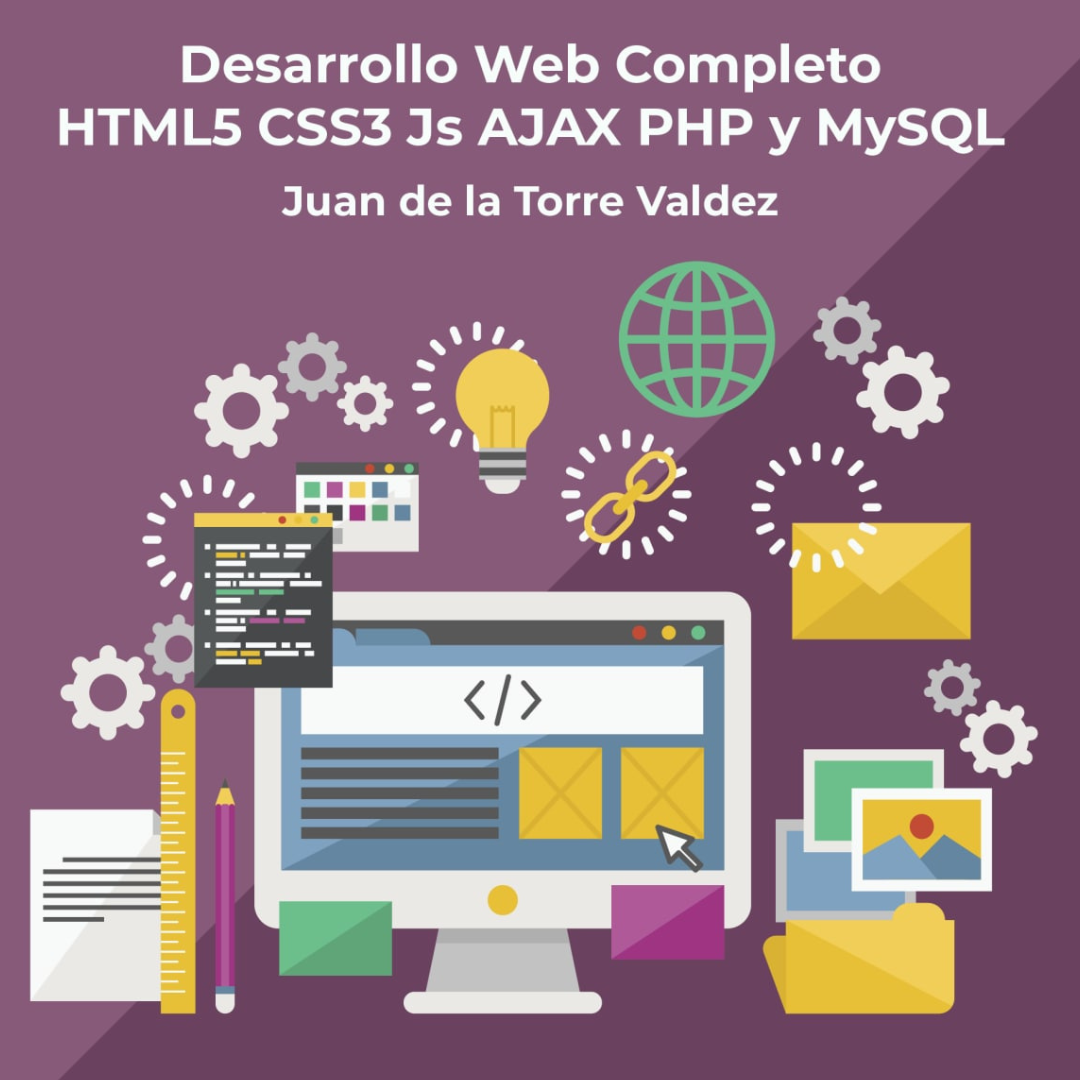 Desarrollo Web Completo
HTML5 CSS3 Js AJAX PHP y MySQL
Juan de la Torre Valdez
</>